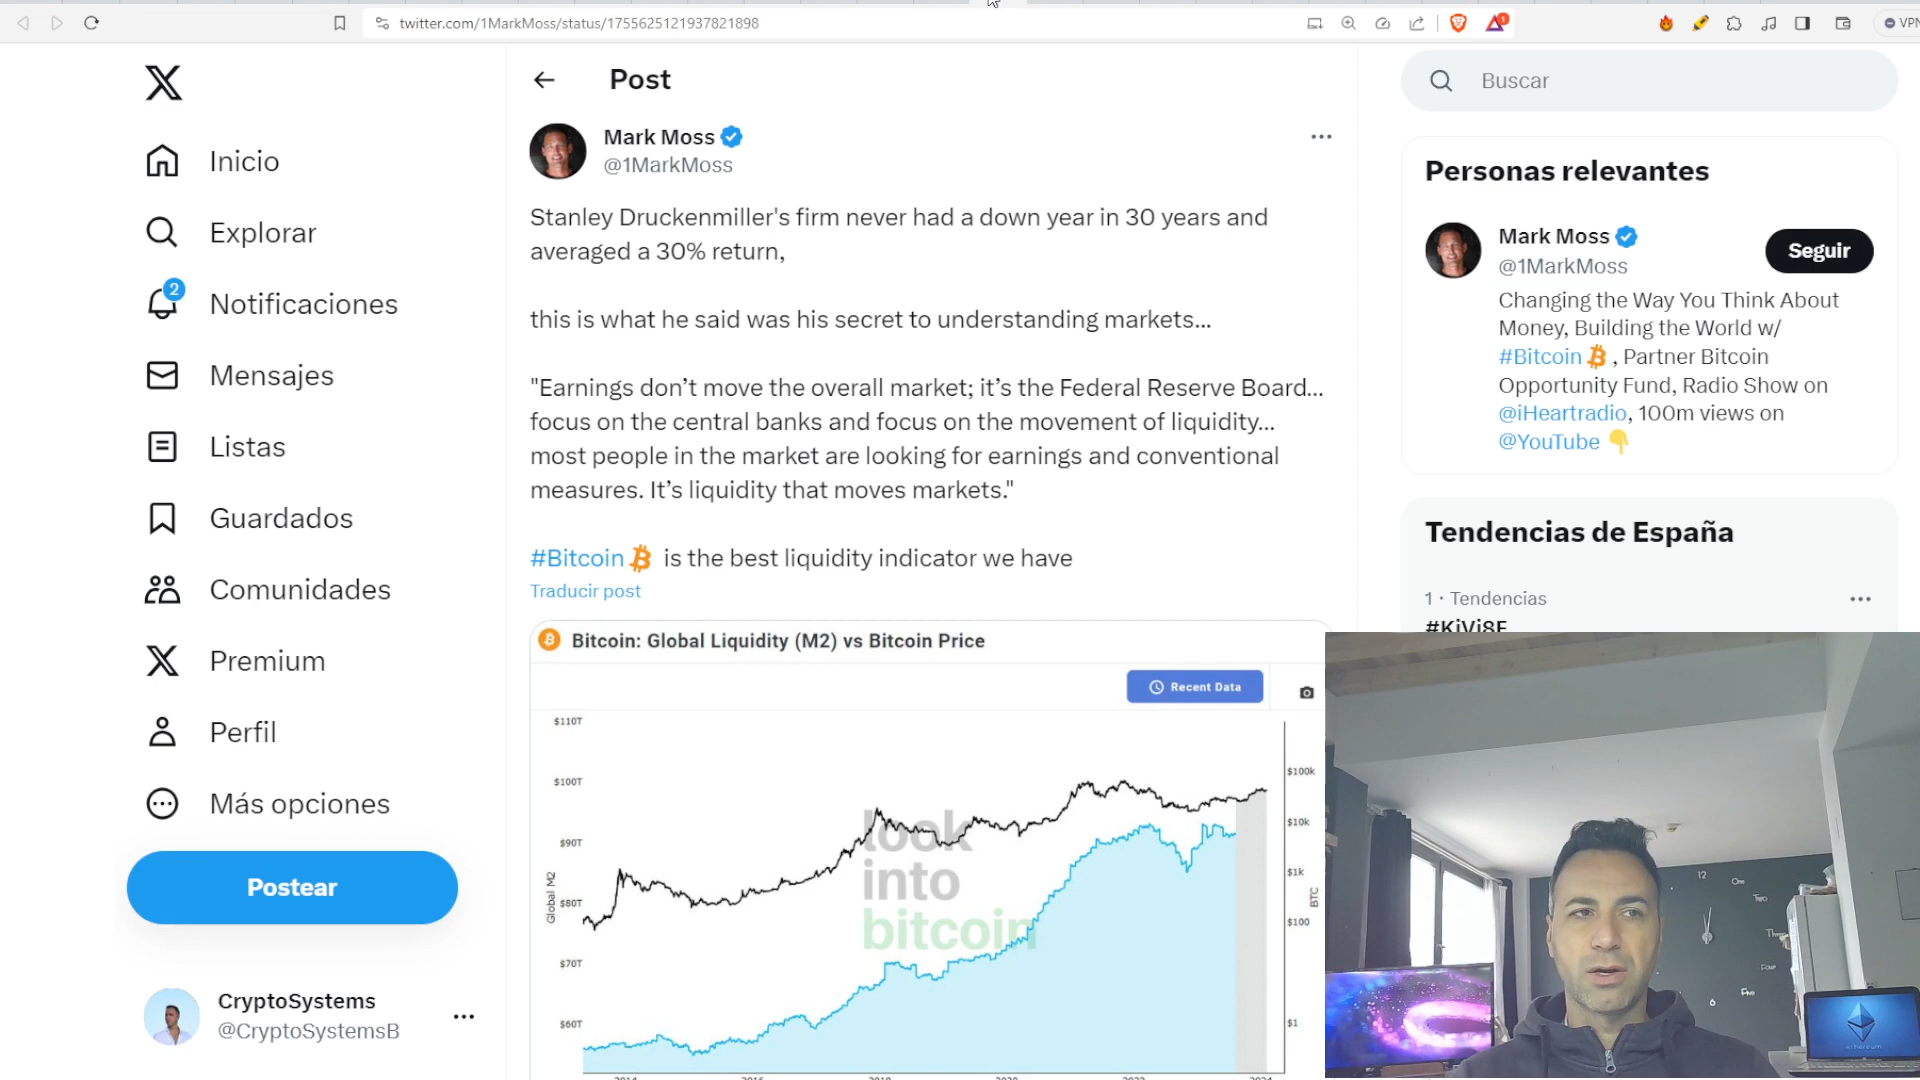 twitter.com/1MarkMoss/status/1755625121937821898
VPN
Inicio
Explorar
2
Notificaciones
Mensajes
Listas
Guardados
Comunidades
Premium
Perfil
Más opciones
Postear
CryptoSystems
@CryptoSystemsB
Post
Mark Moss
@1MarkMoss
Stanley Druckenmiller's firm never had a down year in 30 years and
averaged a 30% return,
this is what he said was his secret to understanding markets...
"Earnings don’t move the overall market; it’s the Federal Reserve Board...
focus on the central banks and focus on the movement of liquidity...
most people in the market are looking for earnings and conventional
measures. It’s liquidity that moves markets."
#Bitcoin is the best liquidity indicator we have
Traducir post
Bitcoin: Global Liquidity (M2) vs Bitcoin Price
Recent Data
$110T
$100T
$90T
$80T
$70T
$60T
Global M2
look
into
bitcoin
$100k
$10k
$1k
$100
$1
BTC
Buscar
Personas relevantes
Mark Moss
@1MarkMoss
Seguir
Changing the Way You Think About
Money, Building the World w/
#Bitcoin , Partner Bitcoin
Opportunity Fund, Radio Show on
@iHeartradio, 100m views on
@YouTube
Tendencias de España
1 · Tendencias
12
One
Two
Four
Five
6